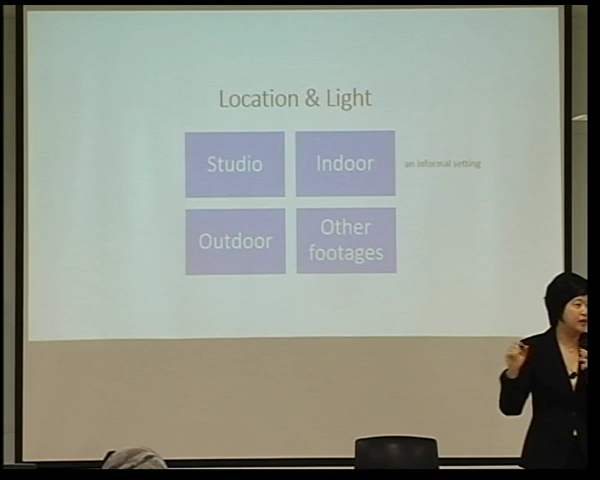 Location & Light
Studio
Indoor
an informal setting
Outdoor
Other
footages